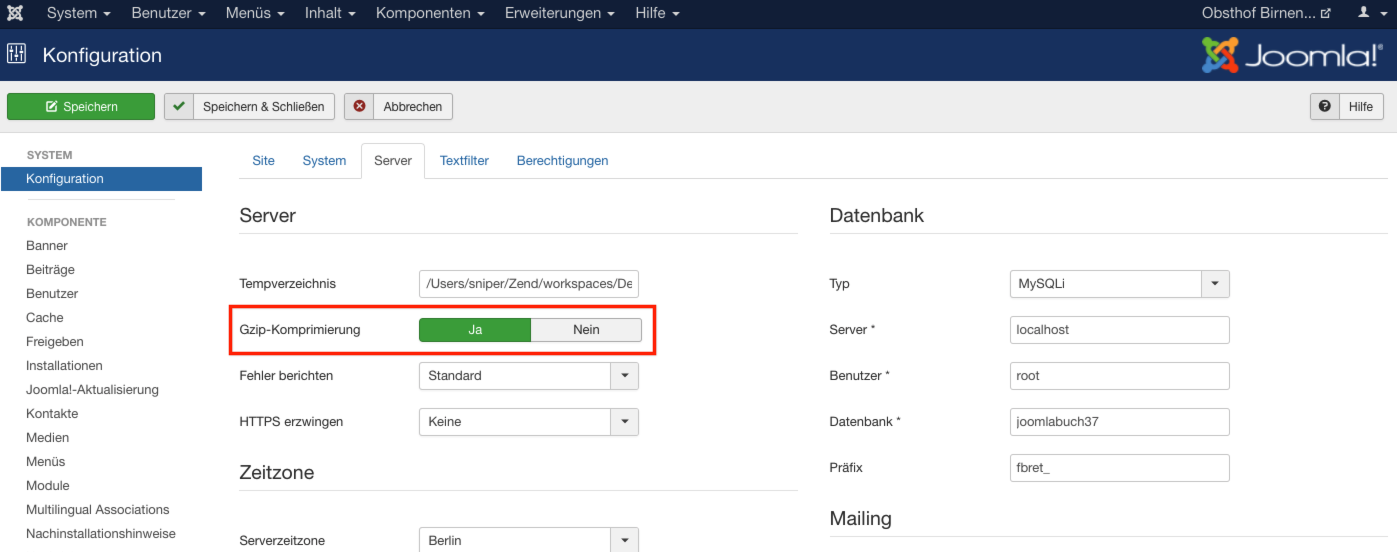 System Benutzer Menüs Inhalt Komponenten Erweiterungen Hilfe Obsthof Birnen...
Konfiguration Joomla!®
Speichern Speichern & Schließen Abbrechen Hilfe
SYSTEM
Konfiguration
KOMPONENTE
Banner
Beiträge
Benutzer
Cache
Freigeben
Installationen
Joomla!-Aktualisierung
Kontakte
Medien
Menüs
Module
Multilingual Associations
Nachinstallationshinweise
Site System Server Textfilter Berechtigungen
Server
Tempverzeichnis /Users/sniper/Zend/workspaces/De
Gzip-Komprimierung Ja Nein
Fehler berichten Standard
HTTPS erzwingen Keine
Zeitzone
Serverzeitzone Berlin
Datenbank
Typ MySQLi
Server * localhost
Benutzer * root
Datenbank * joomlabuch37
Präfix fbret_
Mailing